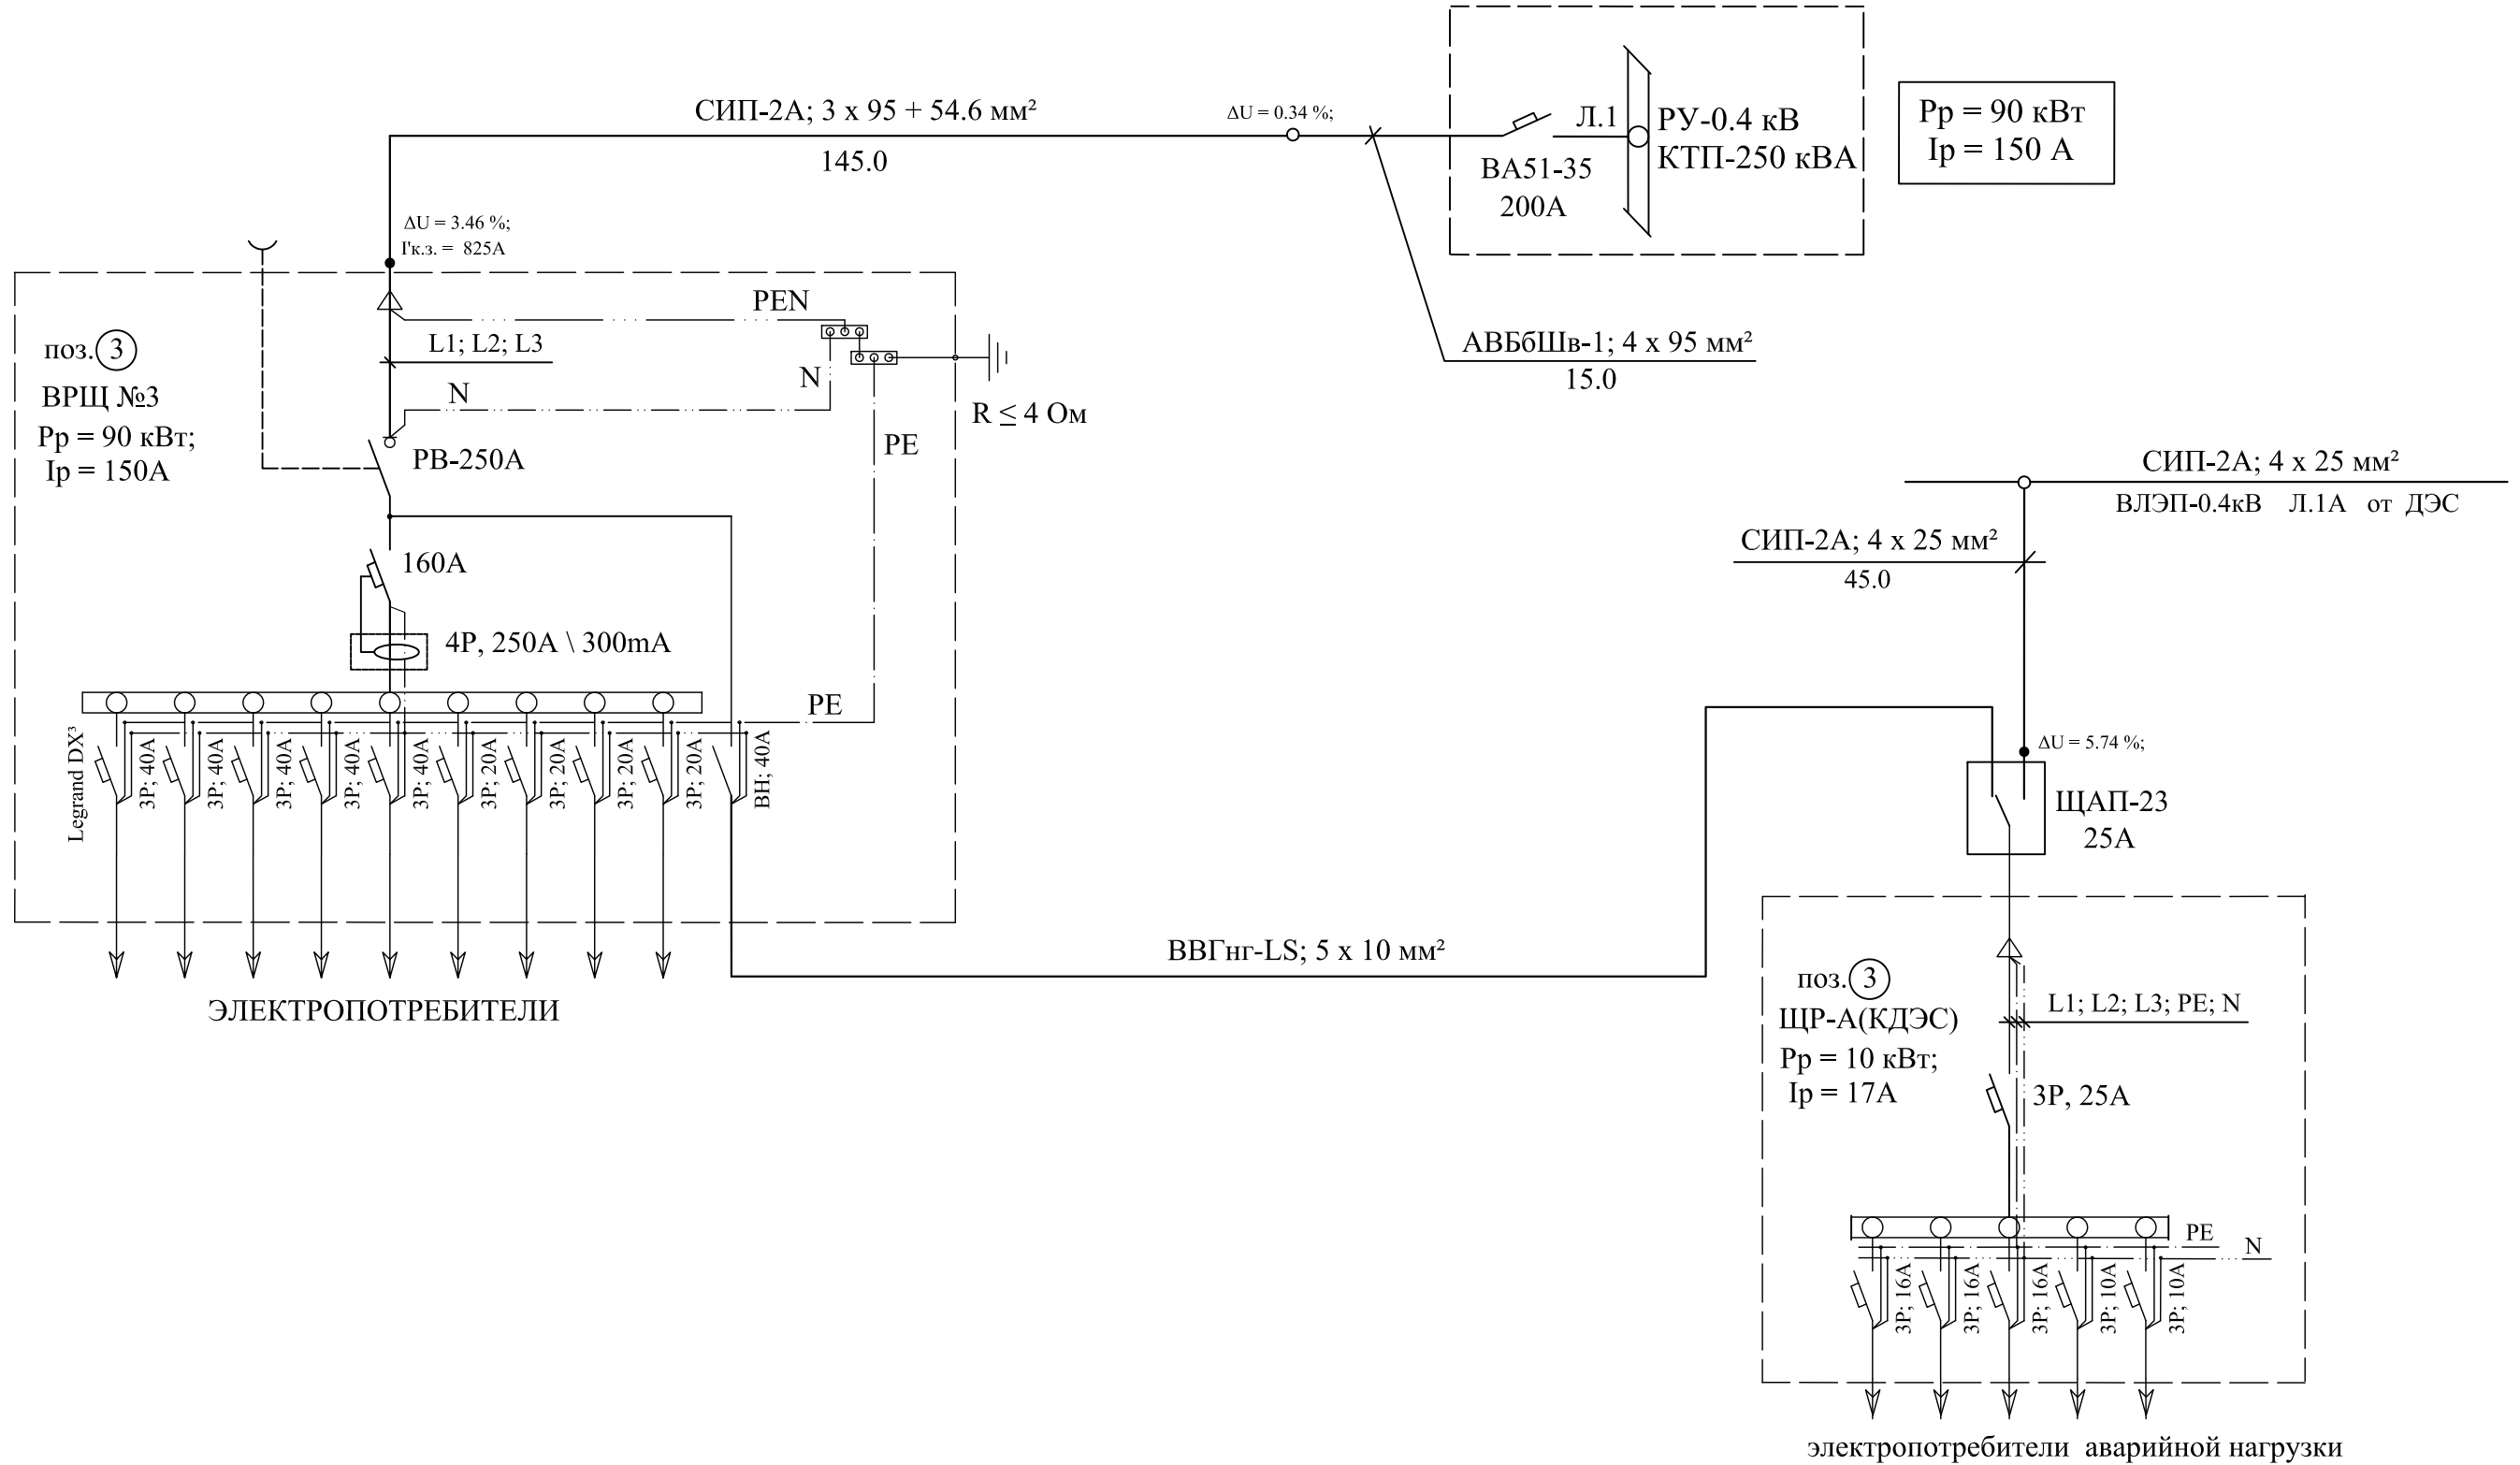 СИП-2А; 3 х 95 + 54.6 мм²
145.0
ΔU = 0.34 %;
Л.1
РУ-0.4 кВ
КТП-250 кВА
ВА51-35
200А
Рр = 90 кВт
Iр = 150 А
ΔU = 3.46 %;
I'к.з. = 825А
АВБбШв-1; 4 х 95 мм²
15.0
поз. 3
ВРЩ №3
Рр = 90 кВт;
Iр = 150А
PEN
L1; L2; L3
N
N
R ≤ 4 Ом
PE
РВ-250А
160А
4Р, 250А \ 300mA
PE
Legrand DX³
3Р; 40А
3Р; 40А
3Р; 40А
3Р; 40А
3Р; 40А
3Р; 20А
3Р; 20А
3Р; 20А
3Р; 20А
ВН; 40А
ЭЛЕКТРОПОТРЕБИТЕЛИ
ВВГнг-LS; 5 х 10 мм²
СИП-2А; 4 х 25 мм²
ВЛЭП-0.4кВ Л.1А от ДЭС
СИП-2А; 4 х 25 мм²
45.0
ΔU = 5.74 %;
ЩАП-23
25А
поз. 3
ЩР-А(КДЭС)
Рр = 10 кВт;
Iр = 17А
L1; L2; L3; PE; N
3Р, 25А
PE
N
3Р; 16А
3Р; 16А
3Р; 16А
3Р; 10А
3Р; 10А
электропотребители аварийной нагрузки